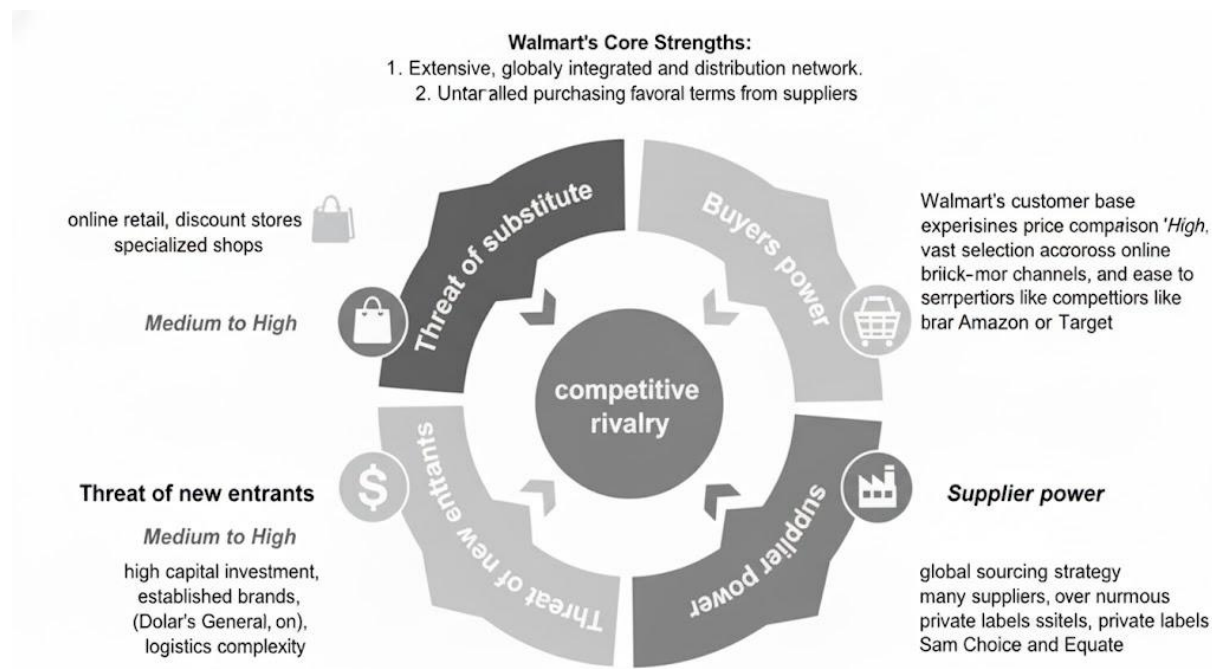 Walmart's Core Strengths:
1. Extensive, globaly integrated and distribution network.
2. Untarralled purchasing favoral terms from suppliers
online retail, discount stores
specialized shops
Medium to High
Threat of substitute
Buyers power
Walmart's customer base
experisines price compaison 'High,
vast selection accoross online
briick-mor channels, and ease to
serrpertiors like compettiors like
brar Amazon or Target
competitive
rivalry
Threat of new entrants
Medium to High
high capital investment,
established brands,
(Dolar's General, on),
logistics complexity
Threat of new entrants
supplier power
Supplier power
global sourcing strategy
many suppliers, over nurmous
private labels ssitels, private labels
Sam Choice and Equate